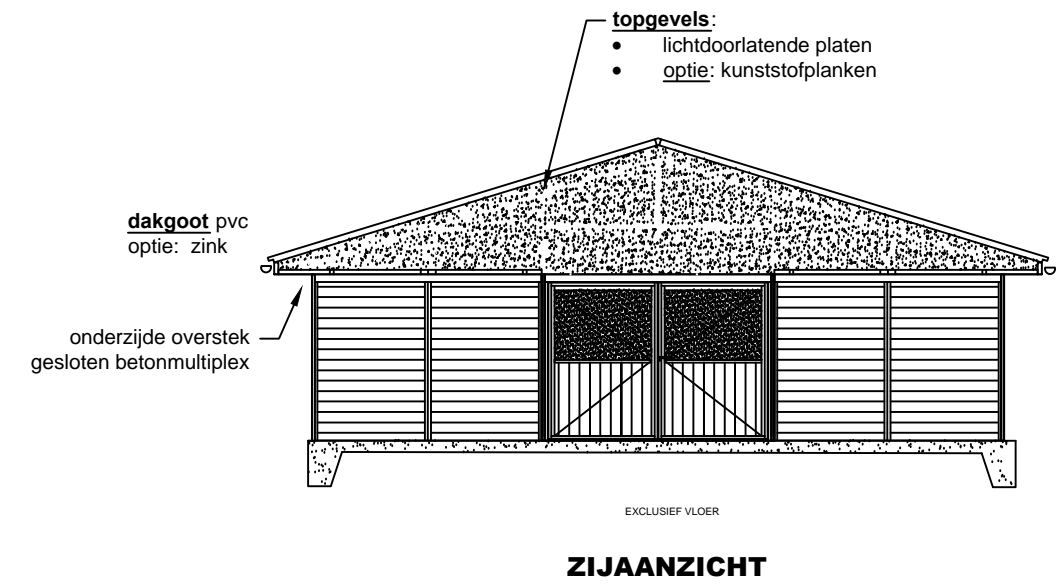 topgevels:
• lichtdoorlatende platen
• optie: kunststofplanken
dakgoot pvc
optie: zink
onderzijde overstek
gesloten betonmultiplex
EXCLUSIEF VLOER
ZIJAANZICHT